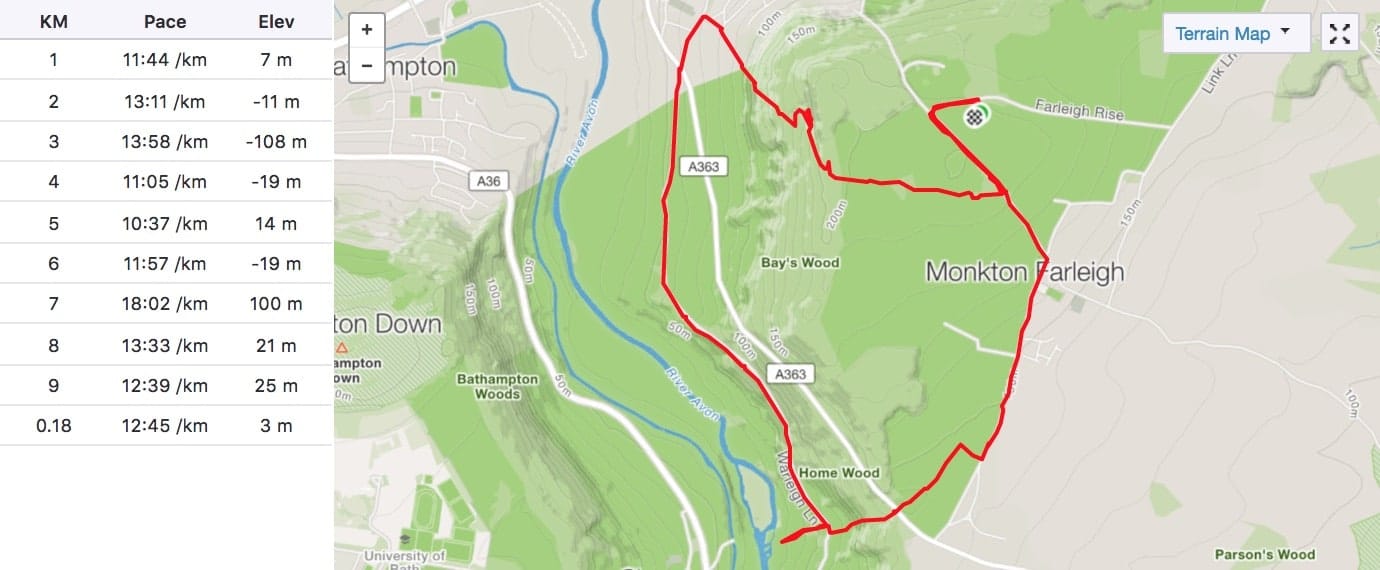 KM Pace Elev
1 11:44 /km 7 m
2 13:11 /km -11 m
3 13:58 /km -108 m
4 11:05 /km -19 m
5 10:37 /km 14 m
6 11:57 /km -19 m
7 18:02 /km 100 m
8 13:33 /km 21 m
9 12:39 /km 25 m
0.18 12:45 /km 3 m
+
−
Terrain Map
100m
150m
Link Ln
Farleigh Rise
River Avon
A363
A36
150m
200m
Bay's Wood
Monkton Farleigh
50m
100m
150m
50m
100m
150m
ton Down
ampton
own
0m
Bathampton
Woods
50m
A363
River Avon
100m
Warleigh Ln
Home Wood
University of
Bath
Parson's Wood